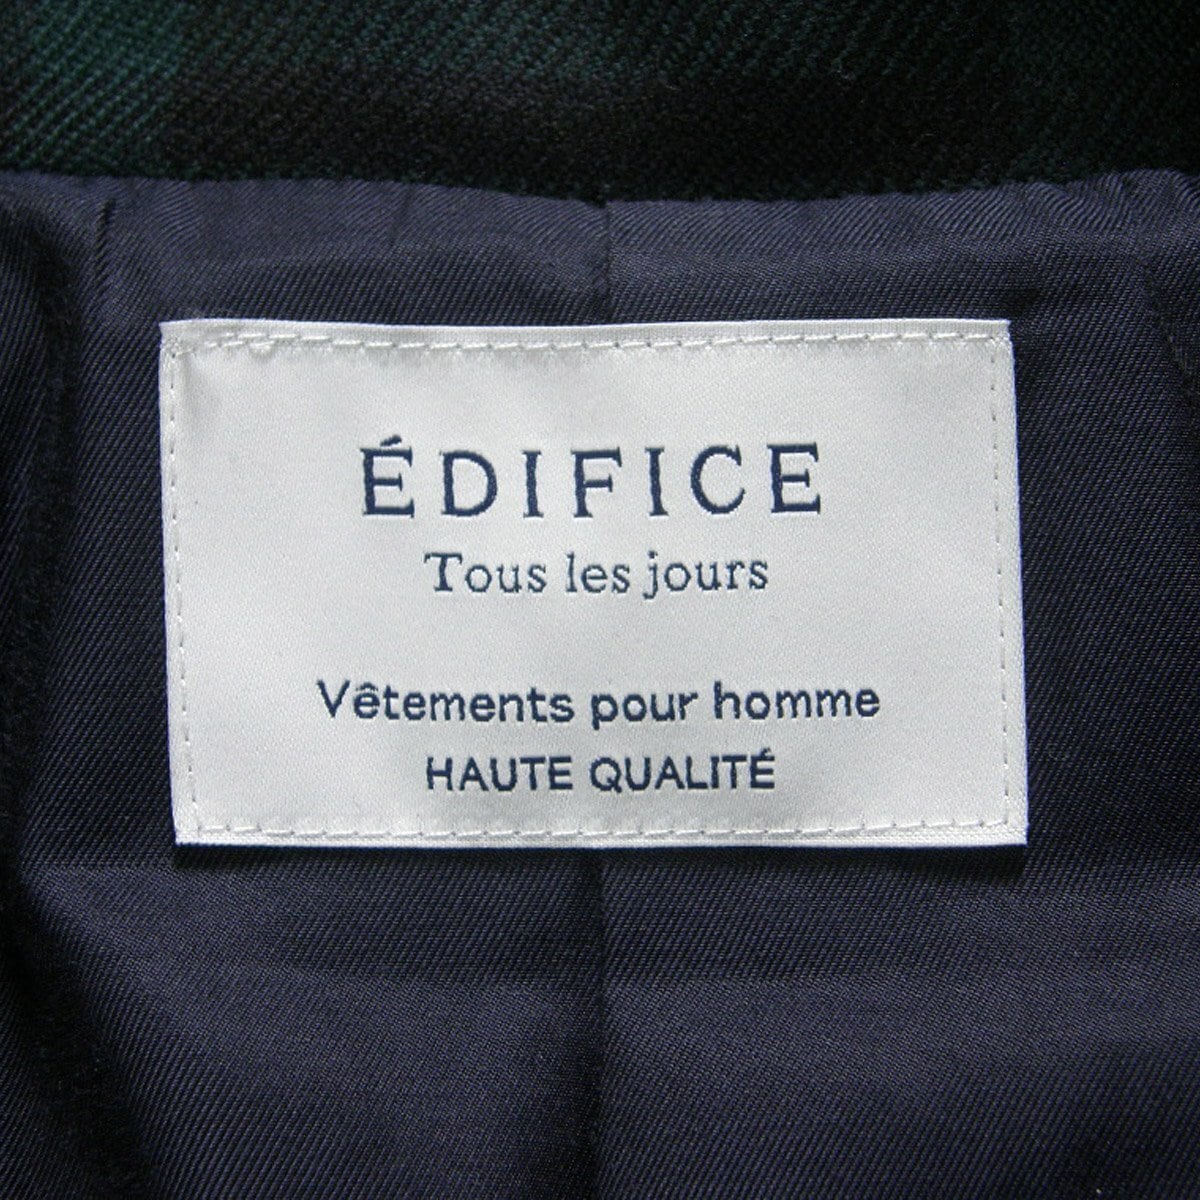 ÉDIFICE
Tous les jours
Vêtements pour homme
HAUTE QUALITÉ